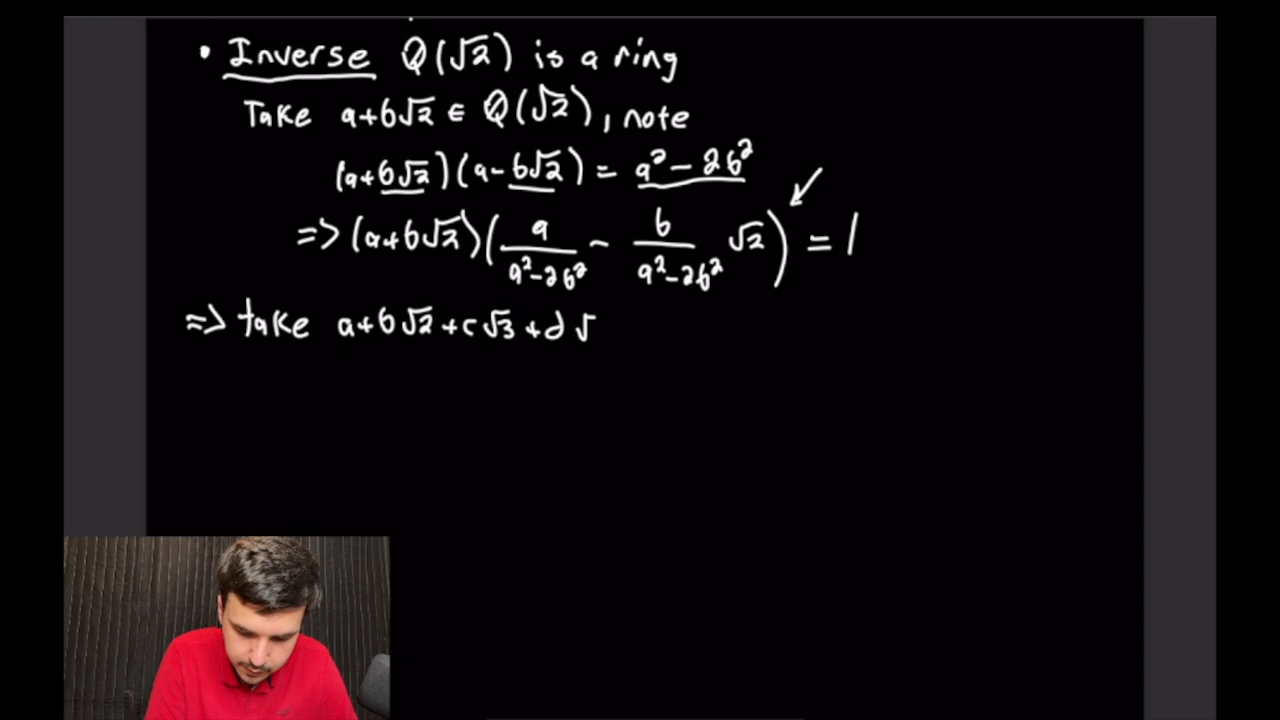 • Inverse Q(√2) is a ring
Take a+b√2 ∈ Q(√2), note
(a+b√2)(a-b√2) = a² - 2b²
=> (a+b√2)(a/(a²-2b²) - b/(a²-2b²) √2) = 1
=> take a+b√2+c√3+d√